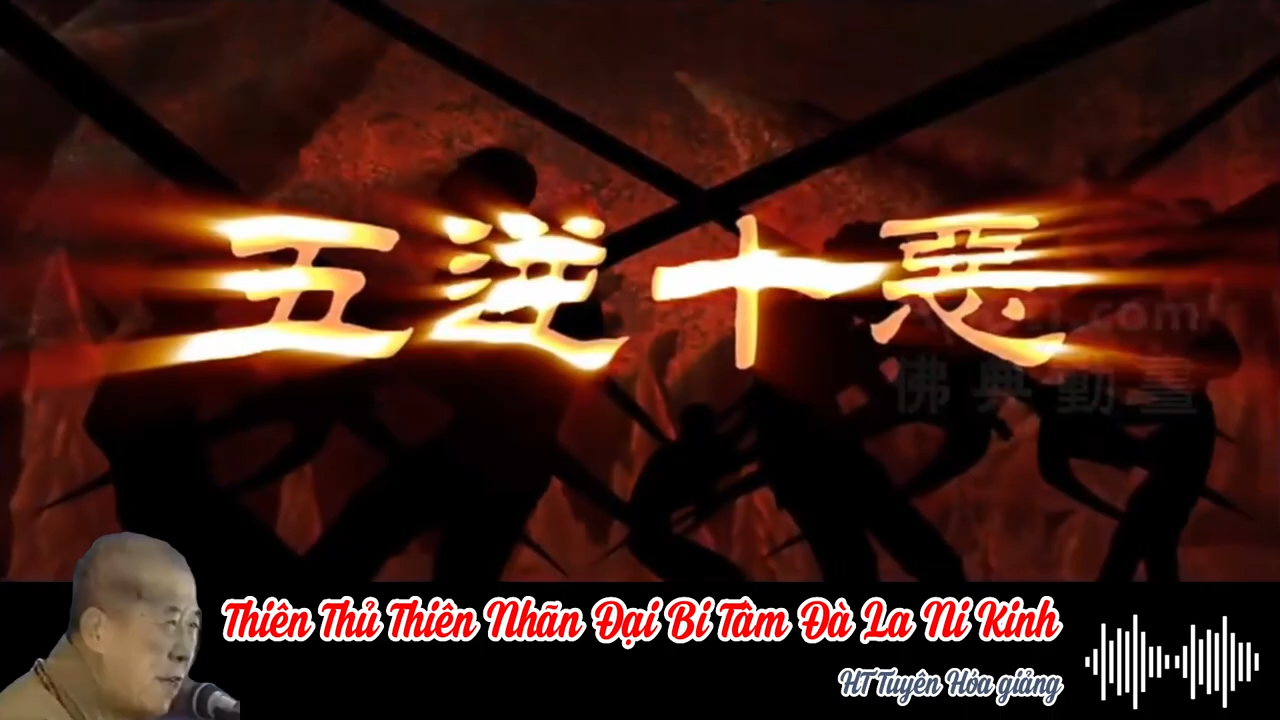 五逆十惡
.com
佛典動畫
Thiên Thủ Thiên Nhãn Đại Bi Tâm Đà La Ni Kinh
HT Tuyên Hóa giảng